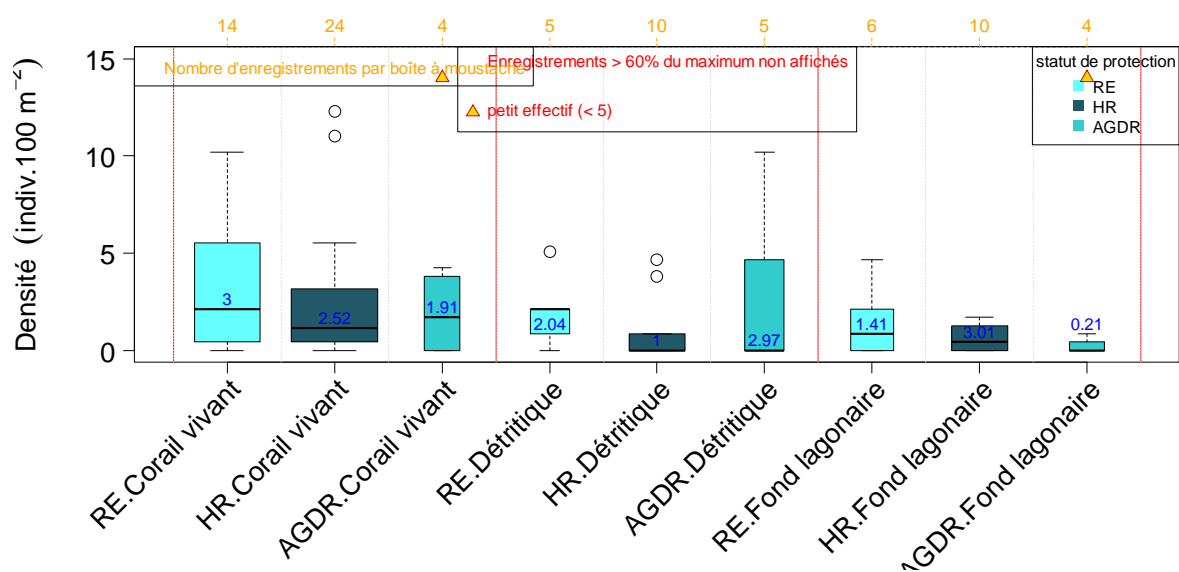 14 24 4 5 10 5 6 10 4
Densité (indiv.100 m⁻²)
15
10
5
0
Nombre d'enregistrements par boîte à moustache
Enregistrements > 60% du maximum non affichés
petit effectif (< 5)
statut de protection
RE
HR
AGDR
3
2.52
1.91
2.04
1
2.97
1.41
3.01
0.21
RE.Corail vivant
HR.Corail vivant
AGDR.Corail vivant
RE.Détritique
HR.Détritique
AGDR.Détritique
RE.Fond lagonaire
HR.Fond lagonaire
AGDR.Fond lagonaire